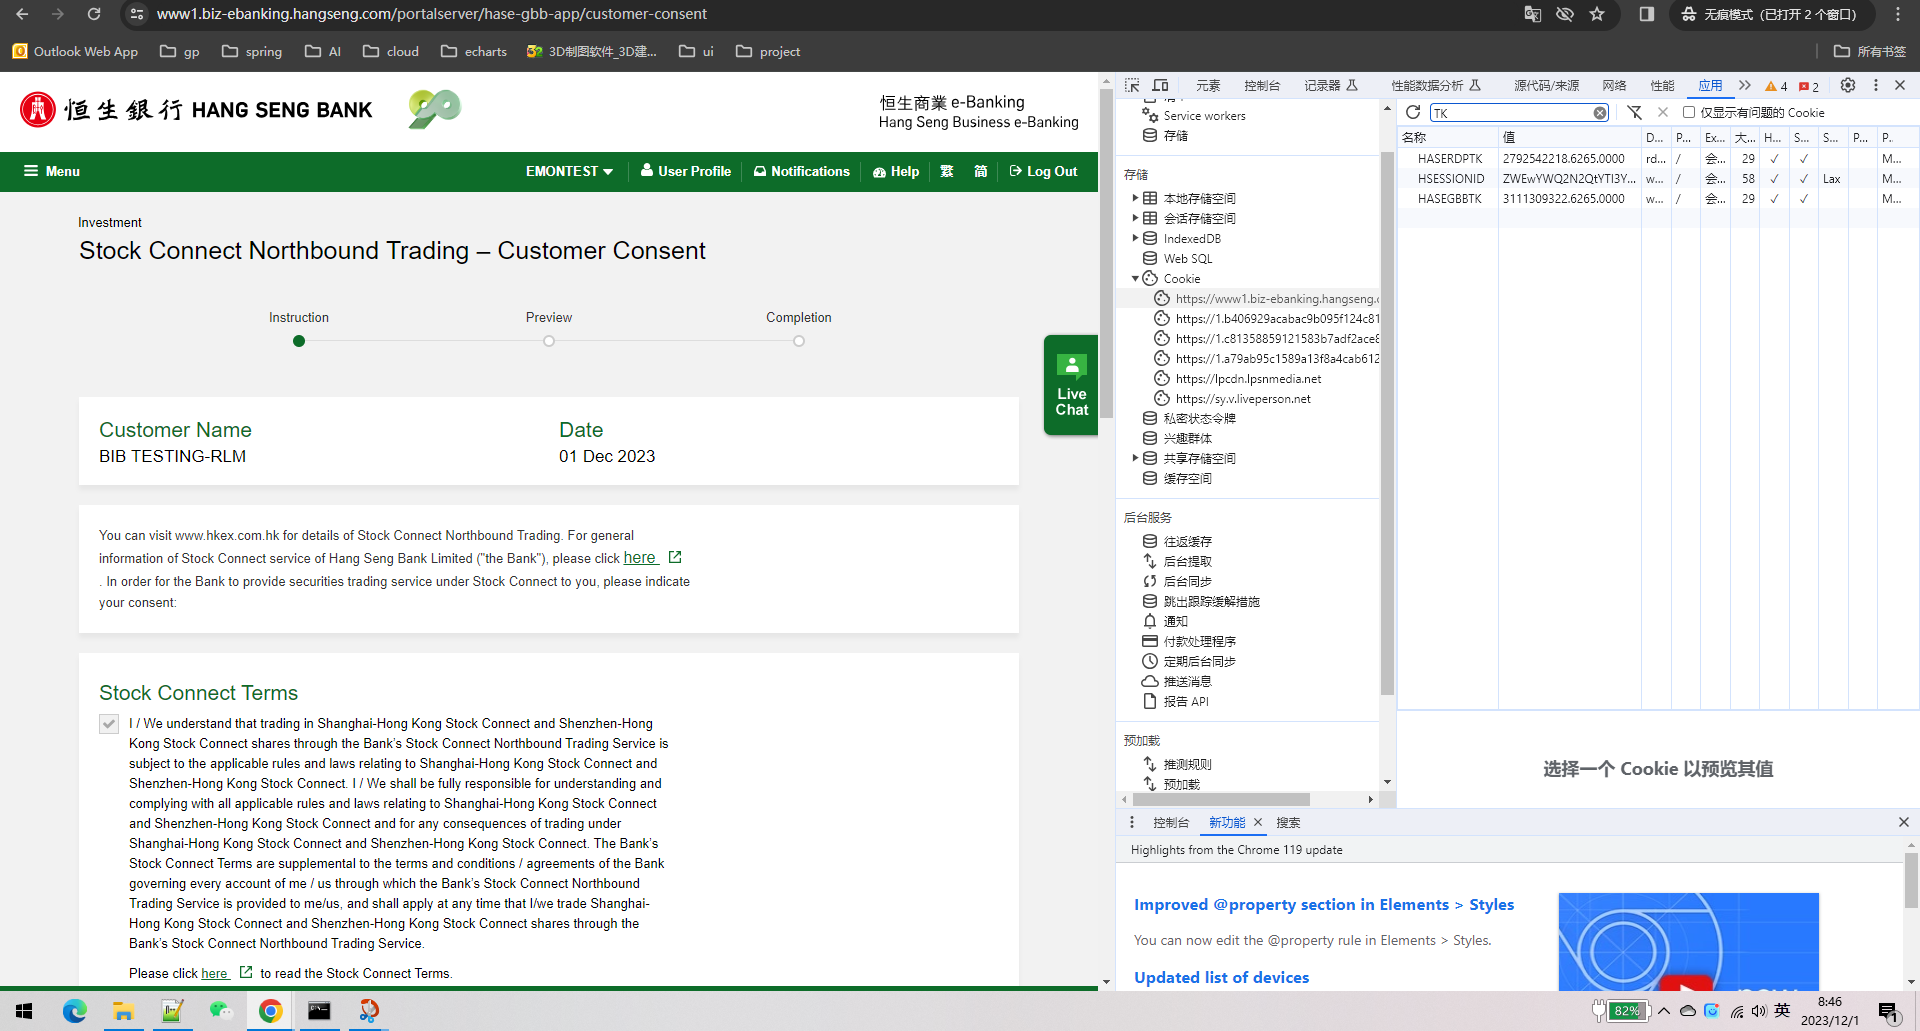 www1.biz-ebanking.hangseng.com/portalserver/hase-gbb-app/customer-consent
无痕模式（已打开 2 个窗口）
Outlook Web App
gp
spring
AI
cloud
echarts
3D制图软件_3D建...
ui
project
所有书签
恒生銀行 HANG SENG BANK
90
恒生商業 e-Banking
Hang Seng Business e-Banking
Menu
EMONTEST
User Profile
Notifications
Help
繁
简
Log Out
Investment
Stock Connect Northbound Trading – Customer Consent
Instruction
Preview
Completion
Live
Chat
Customer Name
BIB TESTING-RLM
Date
01 Dec 2023
You can visit www.hkex.com.hk for details of Stock Connect Northbound Trading. For general
information of Stock Connect service of Hang Seng Bank Limited ("the Bank"), please click here
. In order for the Bank to provide securities trading service under Stock Connect to you, please indicate
your consent:
Stock Connect Terms
I / We understand that trading in Shanghai-Hong Kong Stock Connect and Shenzhen-Hong
Kong Stock Connect shares through the Bank's Stock Connect Northbound Trading Service is
subject to the applicable rules and laws relating to Shanghai-Hong Kong Stock Connect and
Shenzhen-Hong Kong Stock Connect. I / We shall be fully responsible for understanding and
complying with all applicable rules and laws relating to Shanghai-Hong Kong Stock Connect
and Shenzhen-Hong Kong Stock Connect and for any consequences of trading under
Shanghai-Hong Kong Stock Connect and Shenzhen-Hong Kong Stock Connect. The Bank's
Stock Connect Terms are supplemental to the terms and conditions / agreements of the Bank
governing every account of me / us through which the Bank's Stock Connect Northbound
Trading Service is provided to me/us, and shall apply at any time that I/we trade Shanghai-
Hong Kong Stock Connect and Shenzhen-Hong Kong Stock Connect shares through the
Bank's Stock Connect Northbound Trading Service.
Please click here to read the Stock Connect Terms.
元素
控制台
记录器
性能数据分析
源代码/来源
网络
性能
应用
4
2
Service workers
存储
存储
本地存储空间
会话存储空间
IndexedDB
Web SQL
Cookie
https://www1.biz-ebanking.hangseng.c
https://1.b406929acabac9b095f124c81
https://1.c81358859121583b7adf2ace8
https://1.a79ab95c1589a13f8a4cab612
https://lpcdn.lpsnmedia.net
https://sy.v.liveperson.net
私密状态令牌
兴趣群体
共享存储空间
缓存空间
后台服务
往返缓存
后台提取
后台同步
跳出跟踪缓解措施
通知
付款处理程序
定期后台同步
推送消息
报告 API
预加载
推测规则
预加载
TK
仅显示有问题的 Cookie
名称 值 D... P... Ex... 大... H... S... S... P... P.
HASERDPTK 2792542218.6265.0000 rd... / 会... 29 ✓ ✓ M...
HSESSIONID ZWEwYWQ2N2QtYTI3Y... w... / 会... 58 ✓ ✓ Lax M...
HASEGBBTK 3111309322.6265.0000 w... / 会... 29 ✓ ✓ M...
选择一个 Cookie 以预览其值
控制台
新功能
搜索
Highlights from the Chrome 119 update
Improved @property section in Elements > Styles
You can now edit the @property rule in Elements > Styles.
Updated list of devices
82%
英
8:46
2023/12/1
1